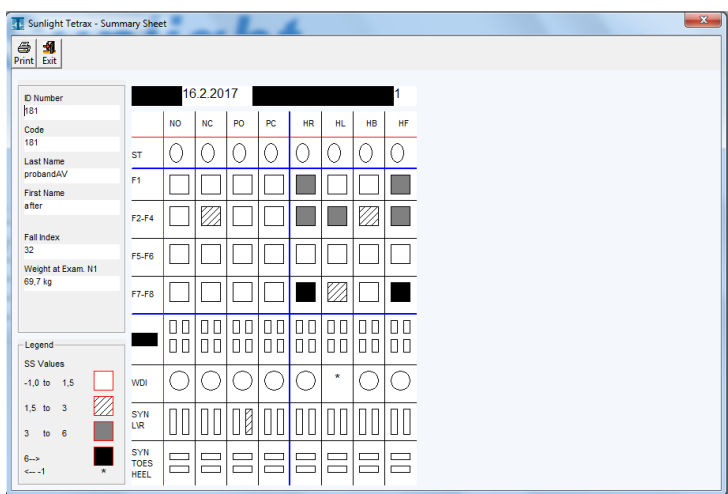 Sunlight Tetrax - Summary Sheet
Print Exit
ID Number
181
Code
181
Last Name
probandAV
First Name
after
Fall Index
32
Weight at Exam. N1
69,7 kg
Legend
SS Values
-1,0 to 1,5
1,5 to 3
3 to 6
6-->
<-- -1 *
16.2.2017 1
NO NC PO PC HR HL HB HF
ST
F1
F2-F4
F5-F6
F7-F8
WDI *
SYN
L\R
SYN
TOES
HEEL